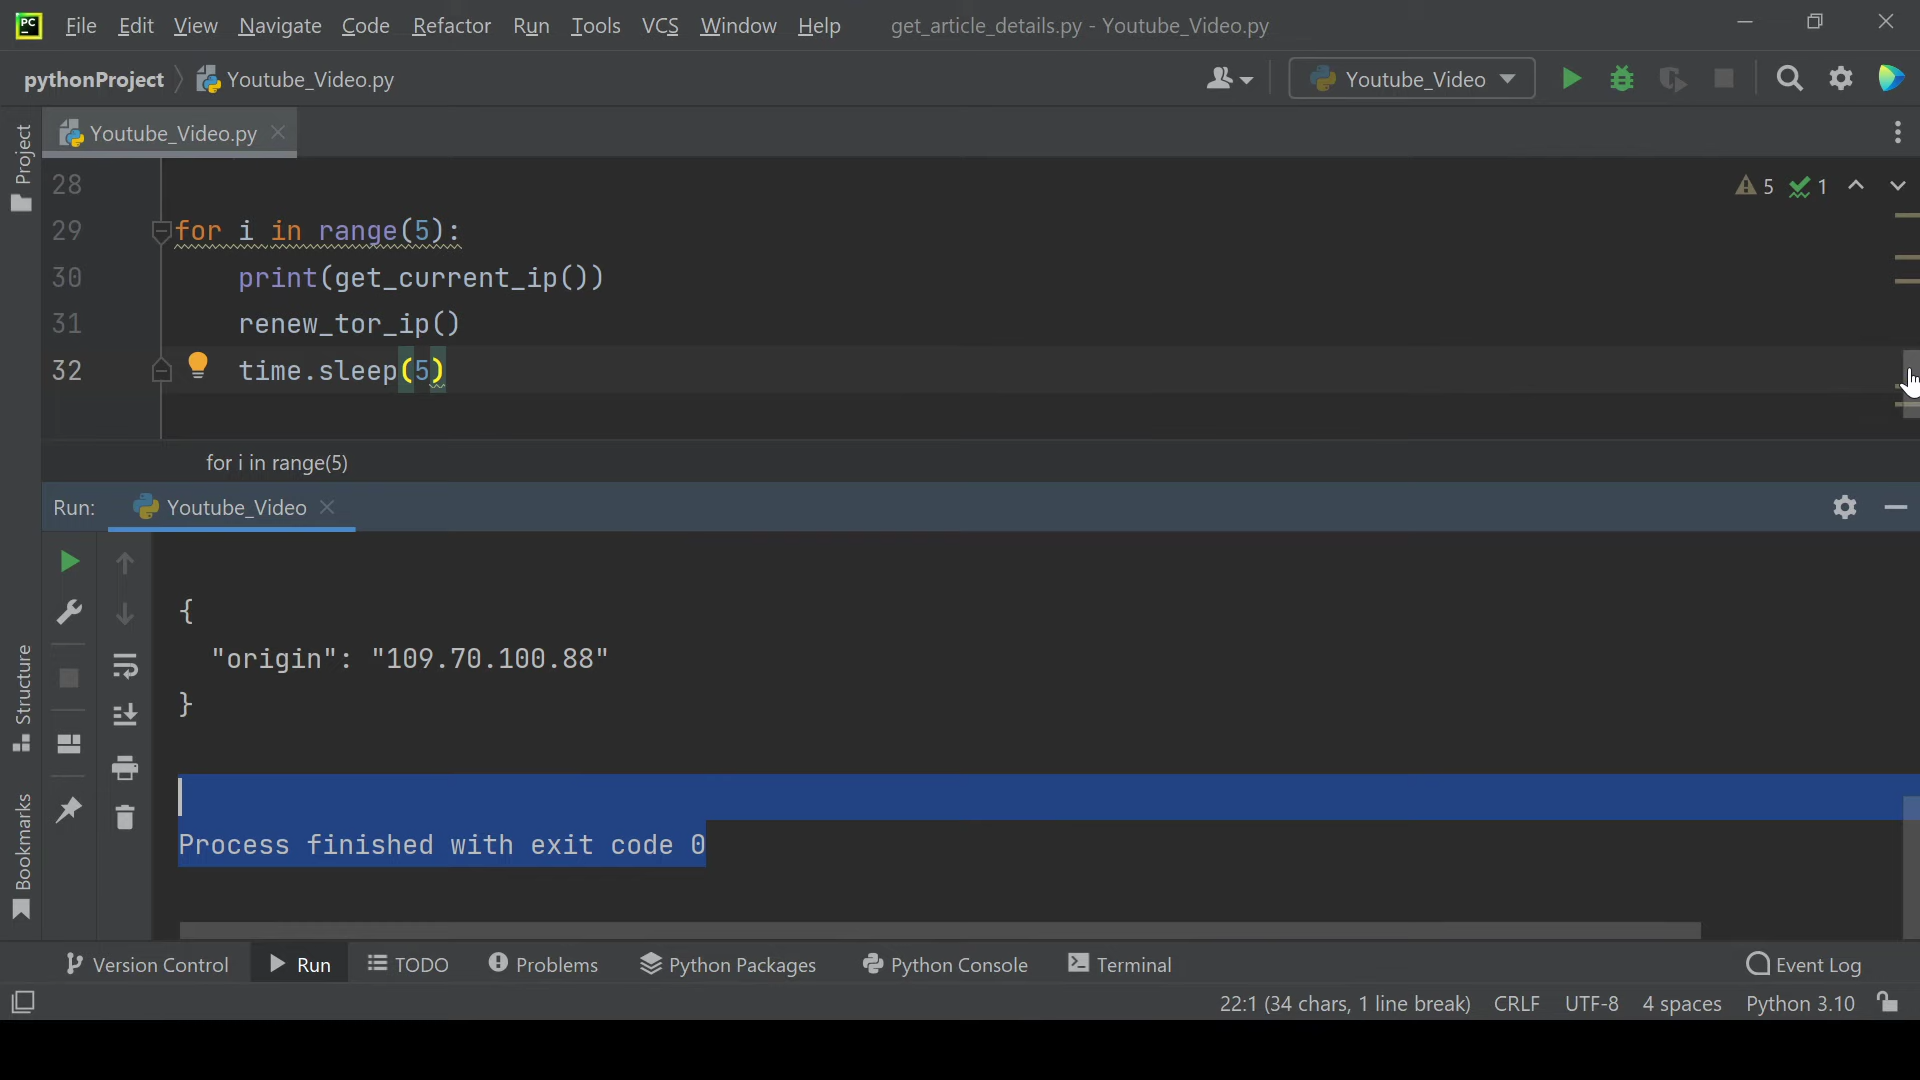 PC File Edit View Navigate Code Refactor Run Tools VCS Window Help get_article_details.py - Youtube_Video.py
pythonProject Youtube_Video.py Youtube_Video
Project
Youtube_Video.py
28
5 1
29 for i in range(5):
30 print(get_current_ip())
31 renew_tor_ip()
32 time.sleep(5)
for i in range(5)
Run: Youtube_Video
{
"origin": "109.70.100.88"
}
Structure
Process finished with exit code 0
Bookmarks
Version Control Run TODO Problems Python Packages Python Console Terminal Event Log
22:1 (34 chars, 1 line break) CRLF UTF-8 4 spaces Python 3.10